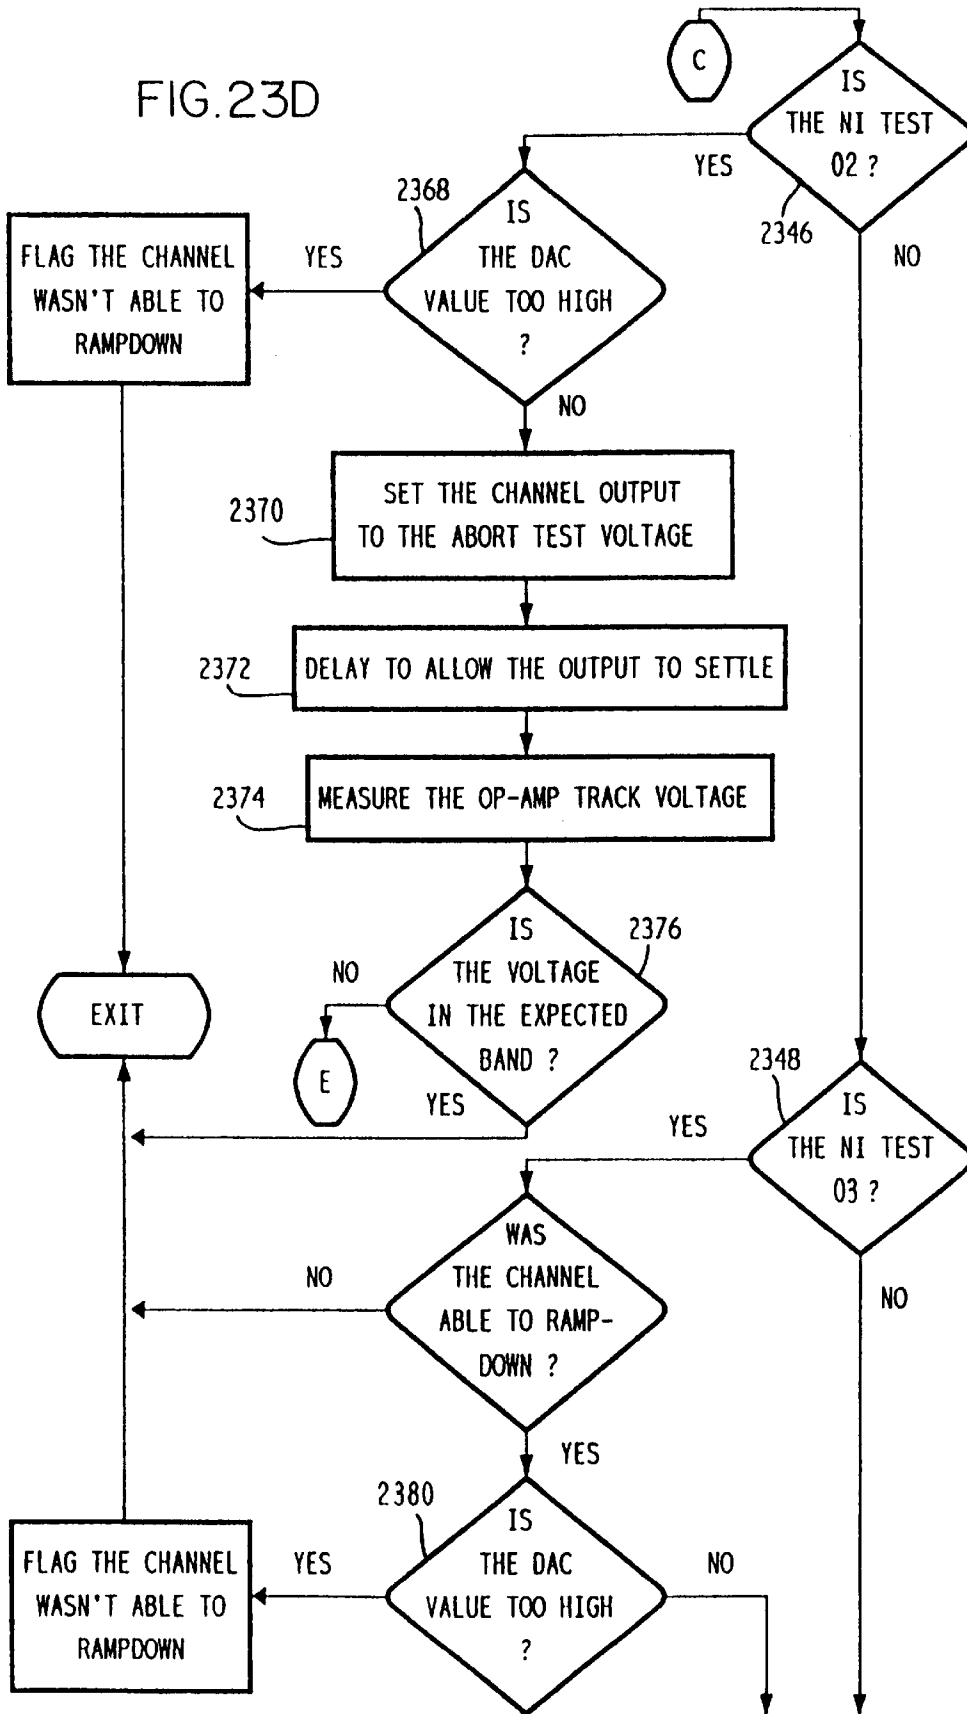 C
FIG.23D
IS
THE NI TEST
02 ?
YES
2346
NO
2368
IS
THE DAC
VALUE TOO HIGH
?
YES
FLAG THE CHANNEL
WASN'T ABLE TO
RAMPDOWN
NO
2370
SET THE CHANNEL OUTPUT
TO THE ABORT TEST VOLTAGE
2372
DELAY TO ALLOW THE OUTPUT TO SETTLE
2374
MEASURE THE OP-AMP TRACK VOLTAGE
2376
IS
THE VOLTAGE
IN THE EXPECTED
BAND ?
NO
EXIT
E
YES
2348
IS
THE NI TEST
03 ?
YES
NO
WAS
THE CHANNEL
ABLE TO RAMP-
DOWN ?
NO
YES
2380
IS
THE DAC
VALUE TOO HIGH
?
YES
NO
FLAG THE CHANNEL
WASN'T ABLE TO
RAMPDOWN